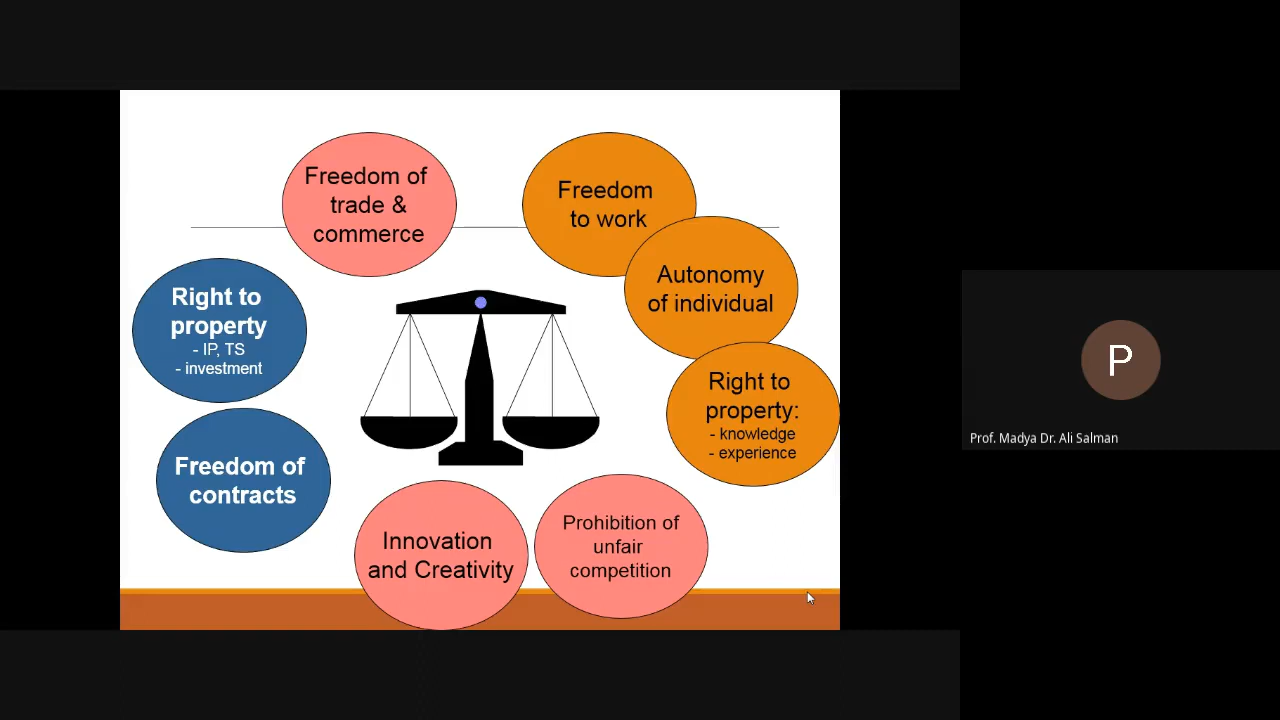 Freedom of
trade &
commerce
Freedom
to work
Autonomy
of individual
Right to
property
- IP, TS
- investment
Right to
property:
- knowledge
- experience
Freedom of
contracts
Innovation
and Creativity
Prohibition of
unfair
competition
P
Prof. Madya Dr. Ali Salman